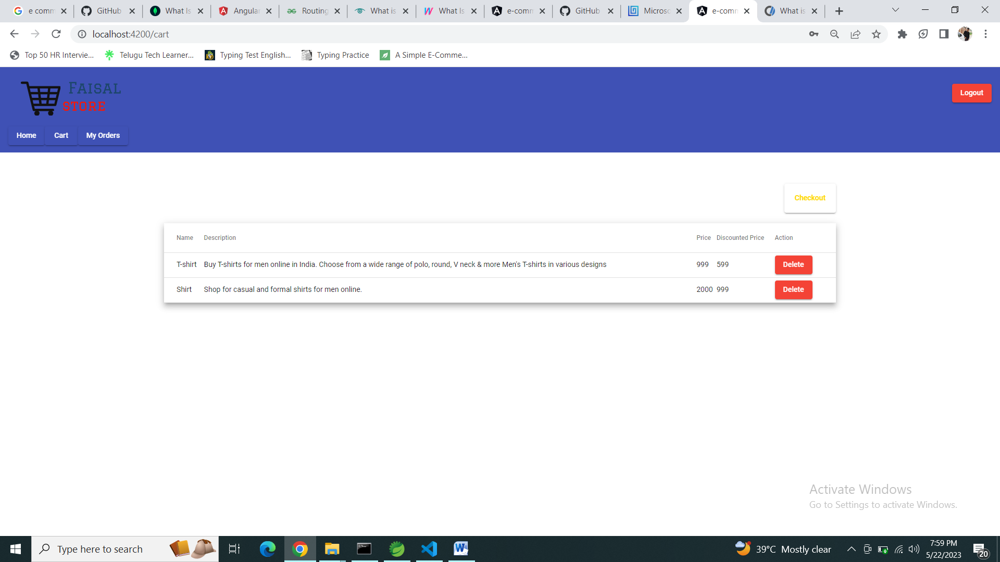 e comm GitHub What Is Angular Routing What is What Is e-comm GitHub Microso e-comm What is
localhost:4200/cart
Top 50 HR Intervie... Telugu Tech Learner... Typing Test English... Typing Practice A Simple E-Comme...
Faisal
store
Logout
Home Cart My Orders
Checkout
Name Description Price Discounted Price Action
T-shirt Buy T-shirts for men online in India. Choose from a wide range of polo, round, V neck & more Men's T-shirts in various designs 999 599 Delete
Shirt Shop for casual and formal shirts for men online. 2000 999 Delete
Activate Windows
Go to Settings to activate Windows.
Type here to search
39°C Mostly clear
7:59 PM
5/22/2023
20